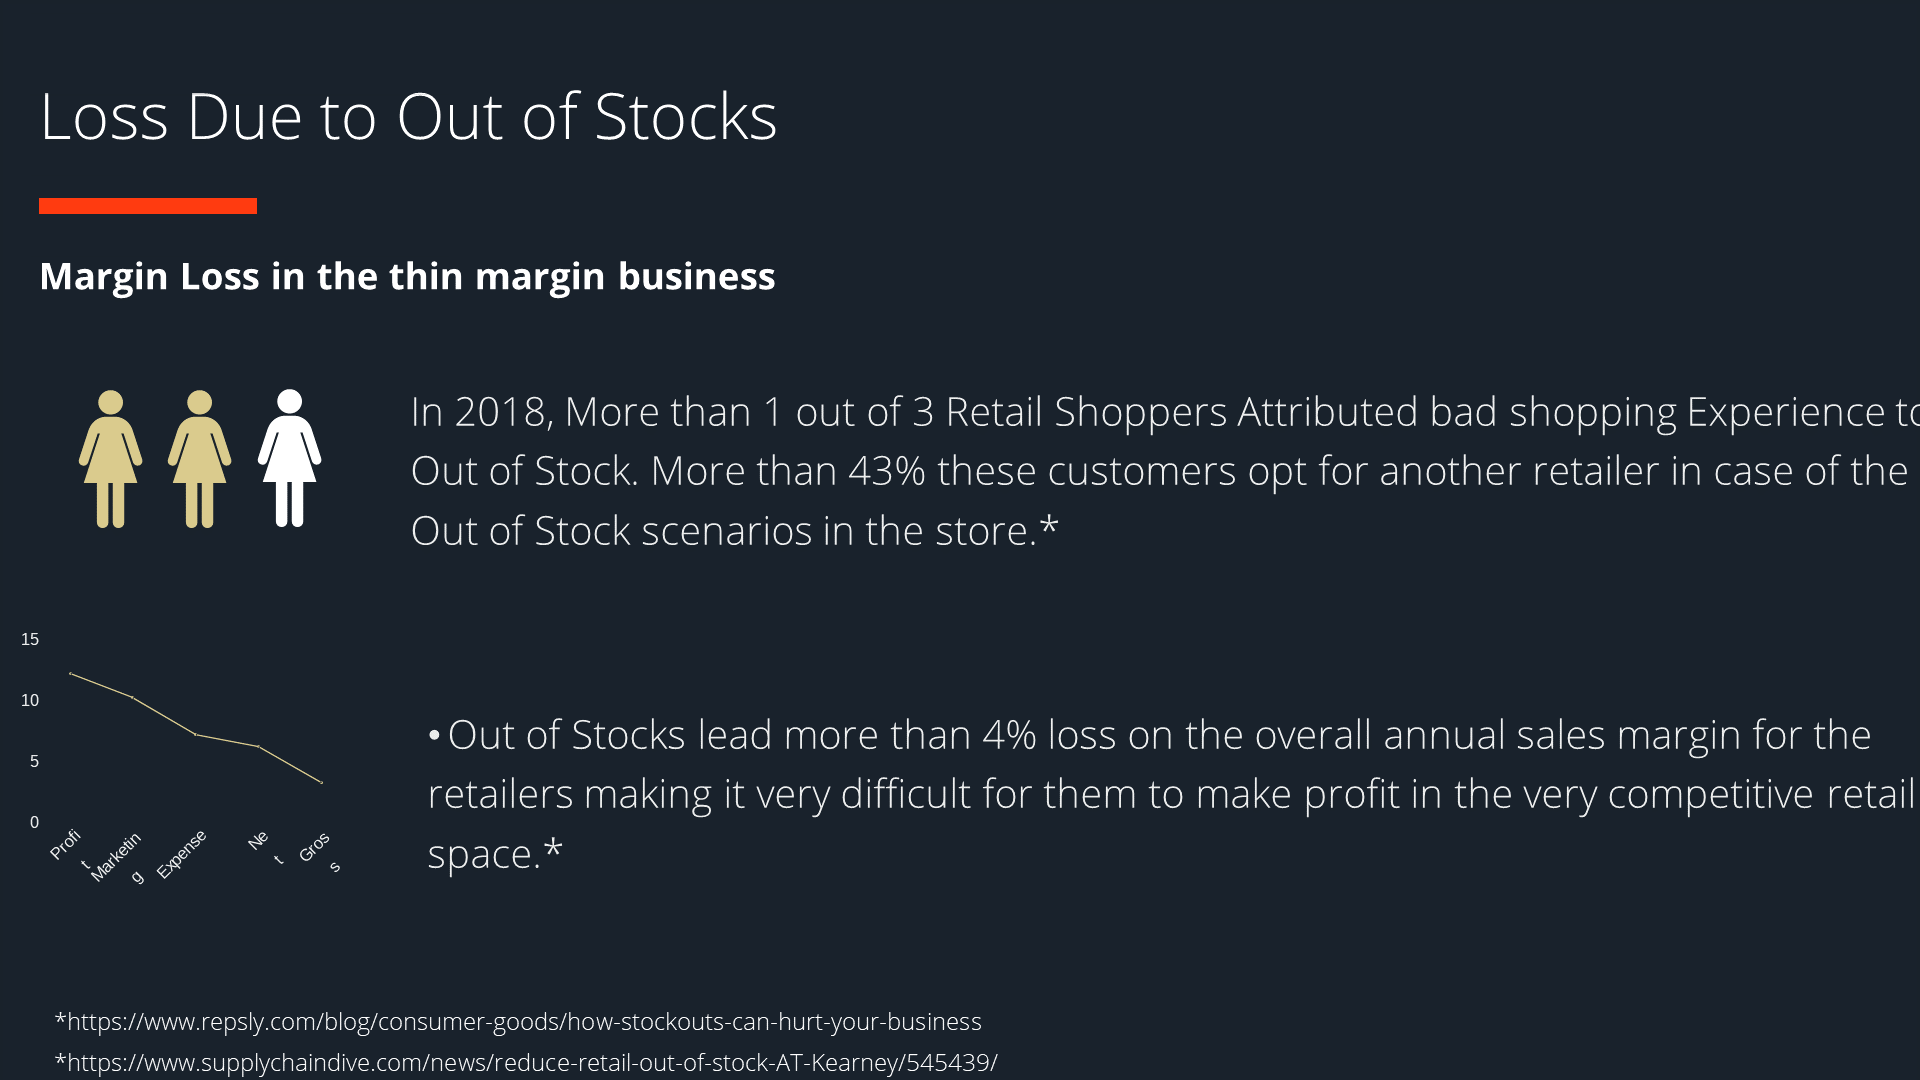 Loss Due to Out of Stocks
Margin Loss in the thin margin business
In 2018, More than 1 out of 3 Retail Shoppers Attributed bad shopping Experience to
Out of Stock. More than 43% these customers opt for another retailer in case of the
Out of Stock scenarios in the store.*
15
10
5
0
Profi
t
Marketin
g
Expense
Ne
t
Gros
s
• Out of Stocks lead more than 4% loss on the overall annual sales margin for the
retailers making it very difficult for them to make profit in the very competitive retail
space.*
*https://www.repsly.com/blog/consumer-goods/how-stockouts-can-hurt-your-business
*https://www.supplychaindive.com/news/reduce-retail-out-of-stock-AT-Kearney/545439/